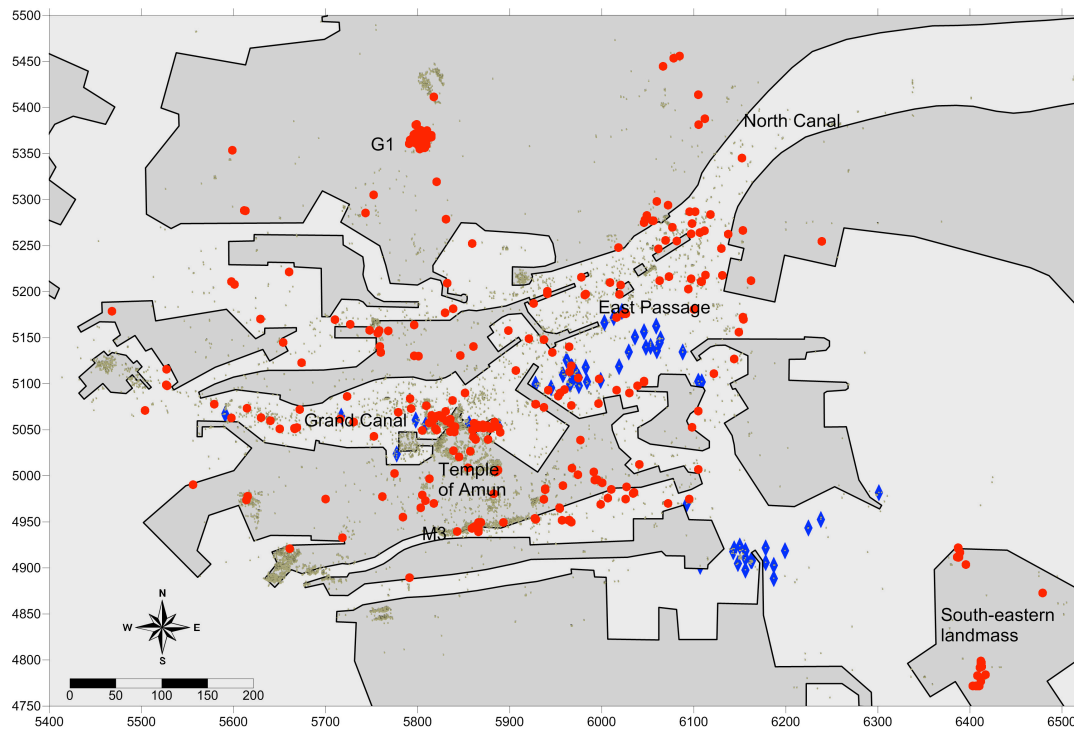 5500
5450
5400
5350
5300
5250
5200
5150
5100
5050
5000
4950
4900
4850
4800
4750
North Canal
G1
East Passage
Grand Canal
Temple
of Amun
M3
South-eastern
landmass
N
W E
S
0 50 100 150 200
5400 5500 5600 5700 5800 5900 6000 6100 6200 6300 6400 6500